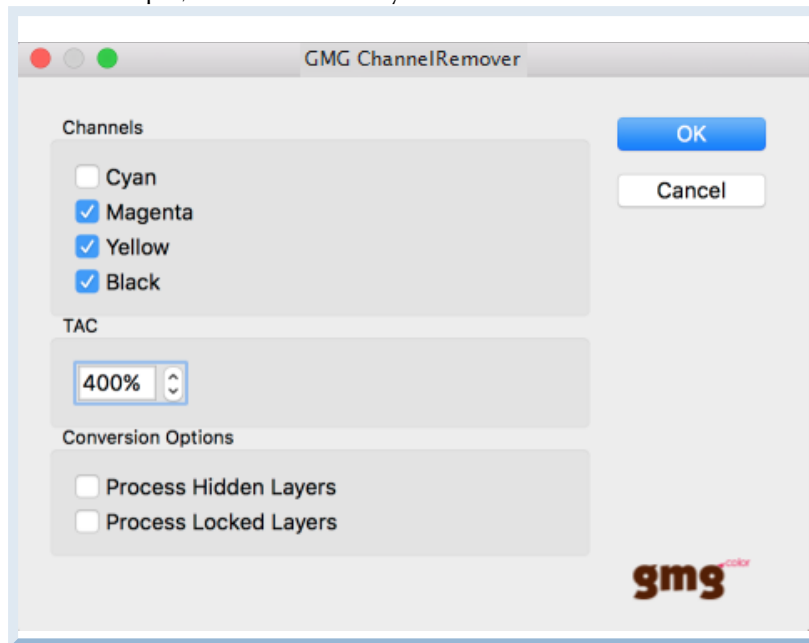 GMG ChannelRemover
Channels
OK
Cyan
Cancel
Magenta
Yellow
Black
TAC
400%
Conversion Options
Process Hidden Layers
Process Locked Layers
gmg color